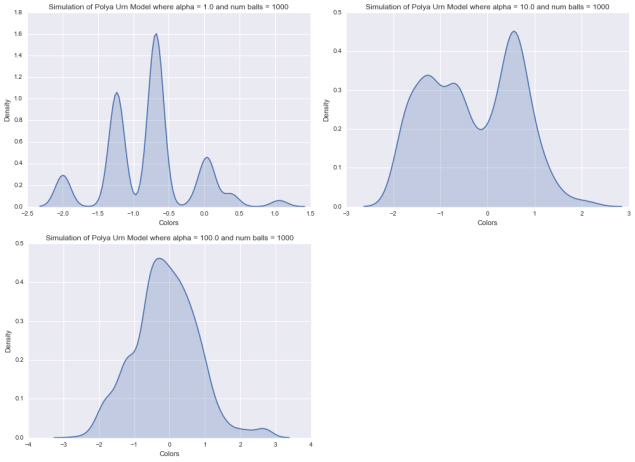 Simulation of Polya Urn Model where alpha = 1.0 and num balls = 1000
1.8
1.6
1.4
1.2
1.0
0.8
0.6
0.4
0.2
0.0
Density
−2.5 −2.0 −1.5 −1.0 −0.5 0.0 0.5 1.0 1.5
Colors
Simulation of Polya Urn Model where alpha = 10.0 and num balls = 1000
0.5
0.4
0.3
0.2
0.1
0.0
Density
−3 −2 −1 0 1 2 3
Colors
Simulation of Polya Urn Model where alpha = 100.0 and num balls = 1000
0.5
0.4
0.3
0.2
0.1
0.0
Density
−4 −3 −2 −1 0 1 2 3 4
Colors